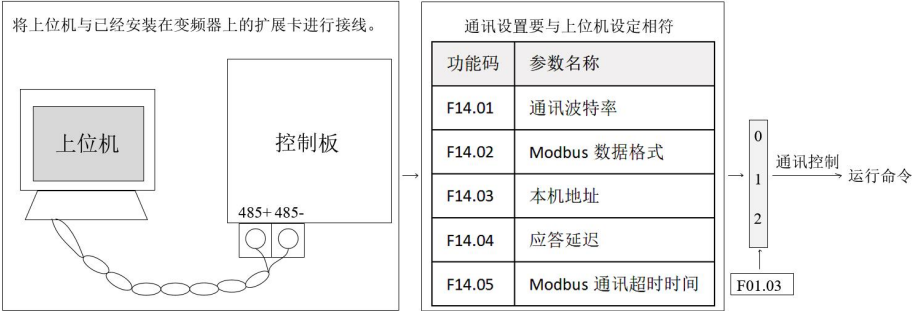 将上位机与已经安装在变频器上的扩展卡进行接线。
上位机
控制板
485+ 485-
通讯设置要与上位机设定相符
功能码 参数名称
F14.01 通讯波特率
F14.02 Modbus 数据格式
F14.03 本机地址
F14.04 应答延迟
F14.05 Modbus 通讯超时时间
0
1
2
F01.03
通讯控制
运行命令